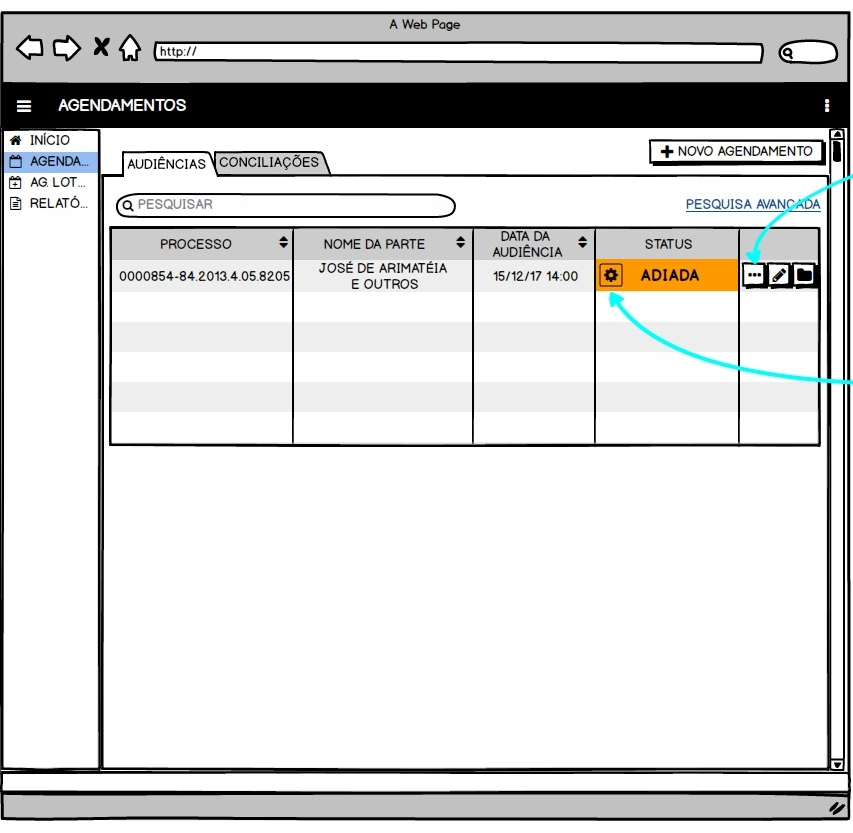 A Web Page
http://
AGENDAMENTOS
INÍCIO
AGENDA...
AG. LOT...
RELATÓ...
AUDIÊNCIAS
CONCILIAÇÕES
NOVO AGENDAMENTO
PESQUISAR
PESQUISA AVANÇADA
PROCESSO
NOME DA PARTE
DATA DA
AUDIÊNCIA
STATUS
0000854-84.2013.4.05.8205
JOSÉ DE ARIMATÉIA
E OUTROS
15/12/17 14:00
ADIADA